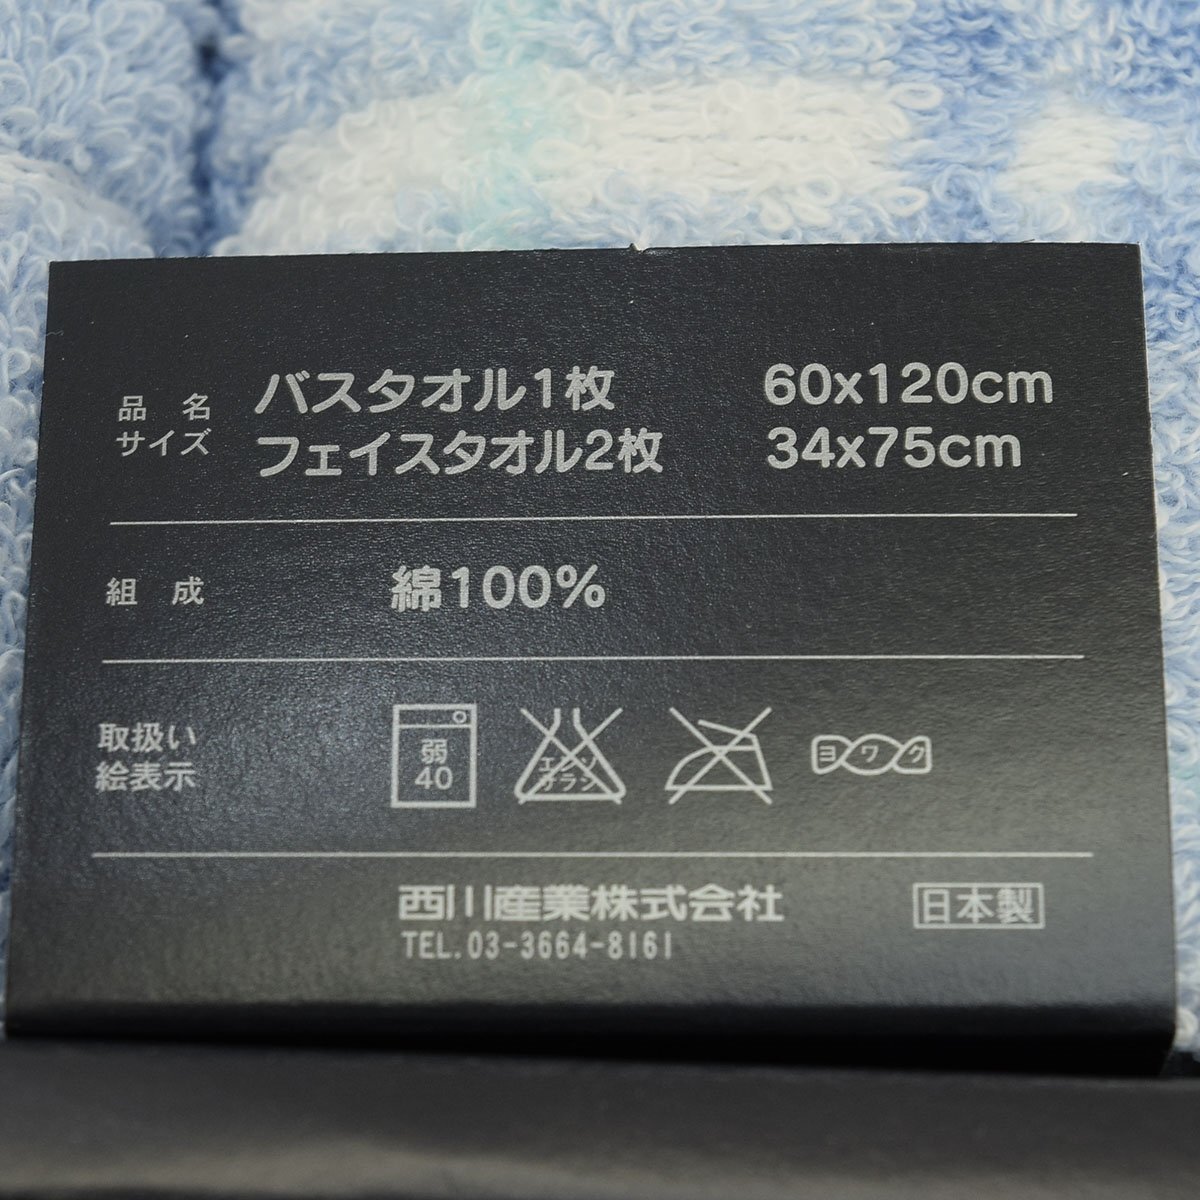 品 名 バスタオル1枚 60x120cm
サイズ フェイスタオル2枚 34x75cm
組 成 綿100%
取扱い
絵表示
弱
40
エンソ
サラシ
ヨワク
西川産業株式会社 日本製
TEL.03-3664-8161